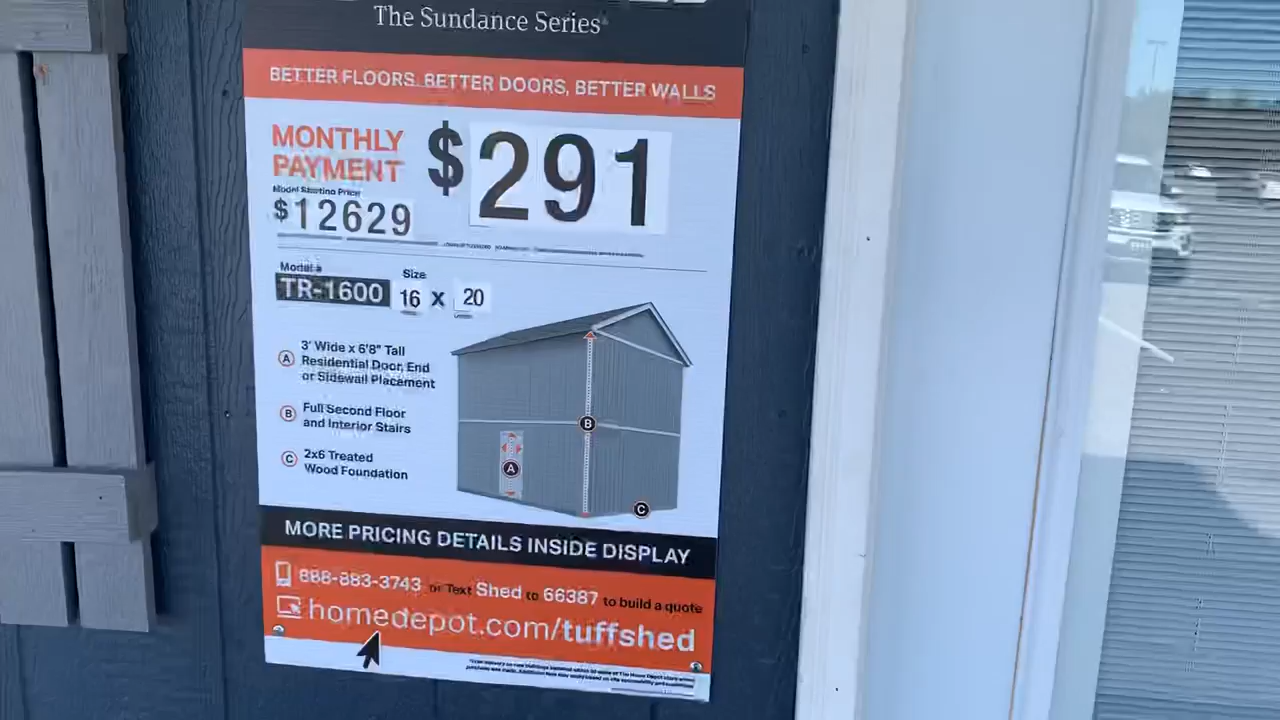 The Sundance Series
BETTER FLOORS, BETTER DOORS, BETTER WALLS
MONTHLY
PAYMENT
$291
Model Starting Price
$12629
Model #
TR-1600
Size
16 X 20
A
3' Wide x 6'8" Tall
Residential Door, End
or Sidewall Placement
B
Full Second Floor
and Interior Stairs
C
2x6 Treated
Wood Foundation
B
A
C
MORE PRICING DETAILS INSIDE DISPLAY
888-883-3743 or Text Shed to 66387 to build a quote
homedepot.com/tuffshed